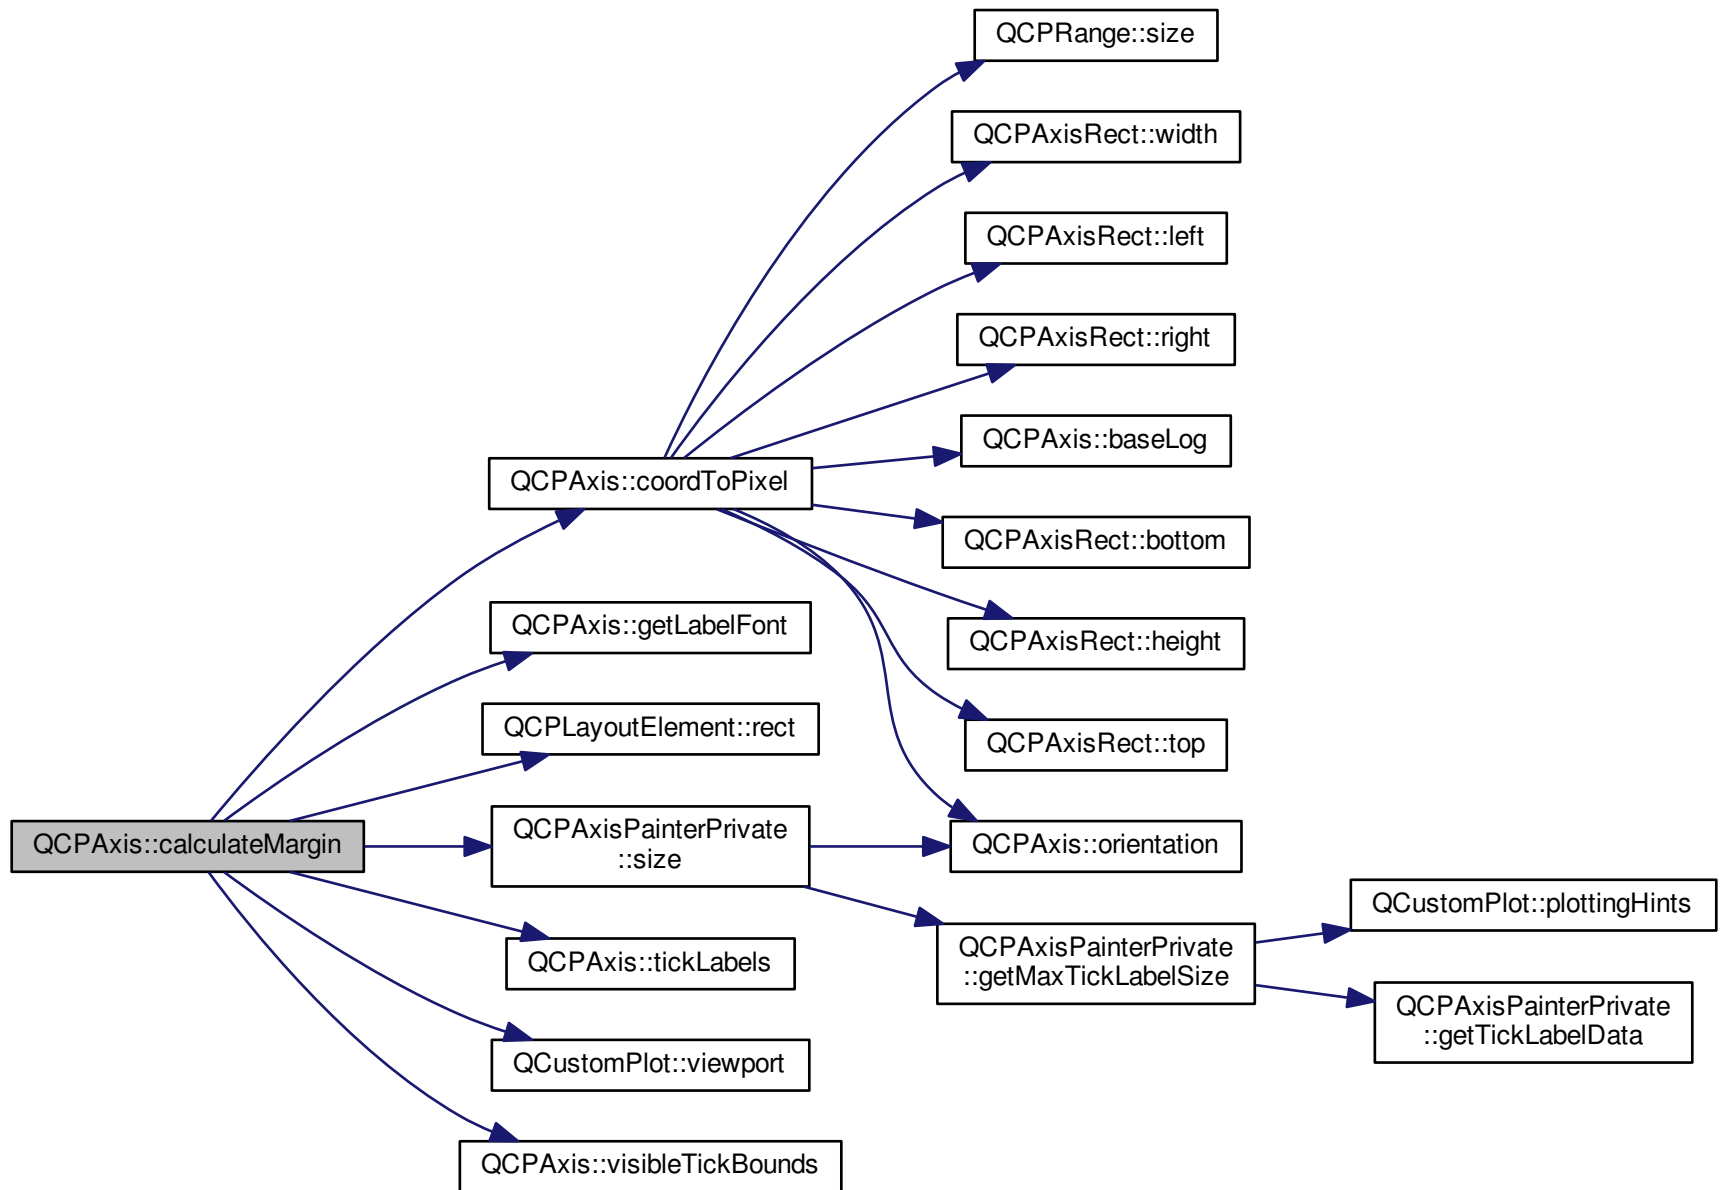 QCPRange::size
QCPAxisRect::width
QCPAxisRect::left
QCPAxisRect::right
QCPAxis::baseLog
QCPAxis::coordToPixel
QCPAxisRect::bottom
QCPAxis::getLabelFont
QCPAxisRect::height
QCPLayoutElement::rect
QCPAxisRect::top
QCPAxis::calculateMargin
QCPAxisPainterPrivate
::size
QCPAxis::orientation
QCustomPlot::plottingHints
QCPAxis::tickLabels
QCPAxisPainterPrivate
::getMaxTickLabelSize
QCPAxisPainterPrivate
::getTickLabelData
QCustomPlot::viewport
QCPAxis::visibleTickBounds